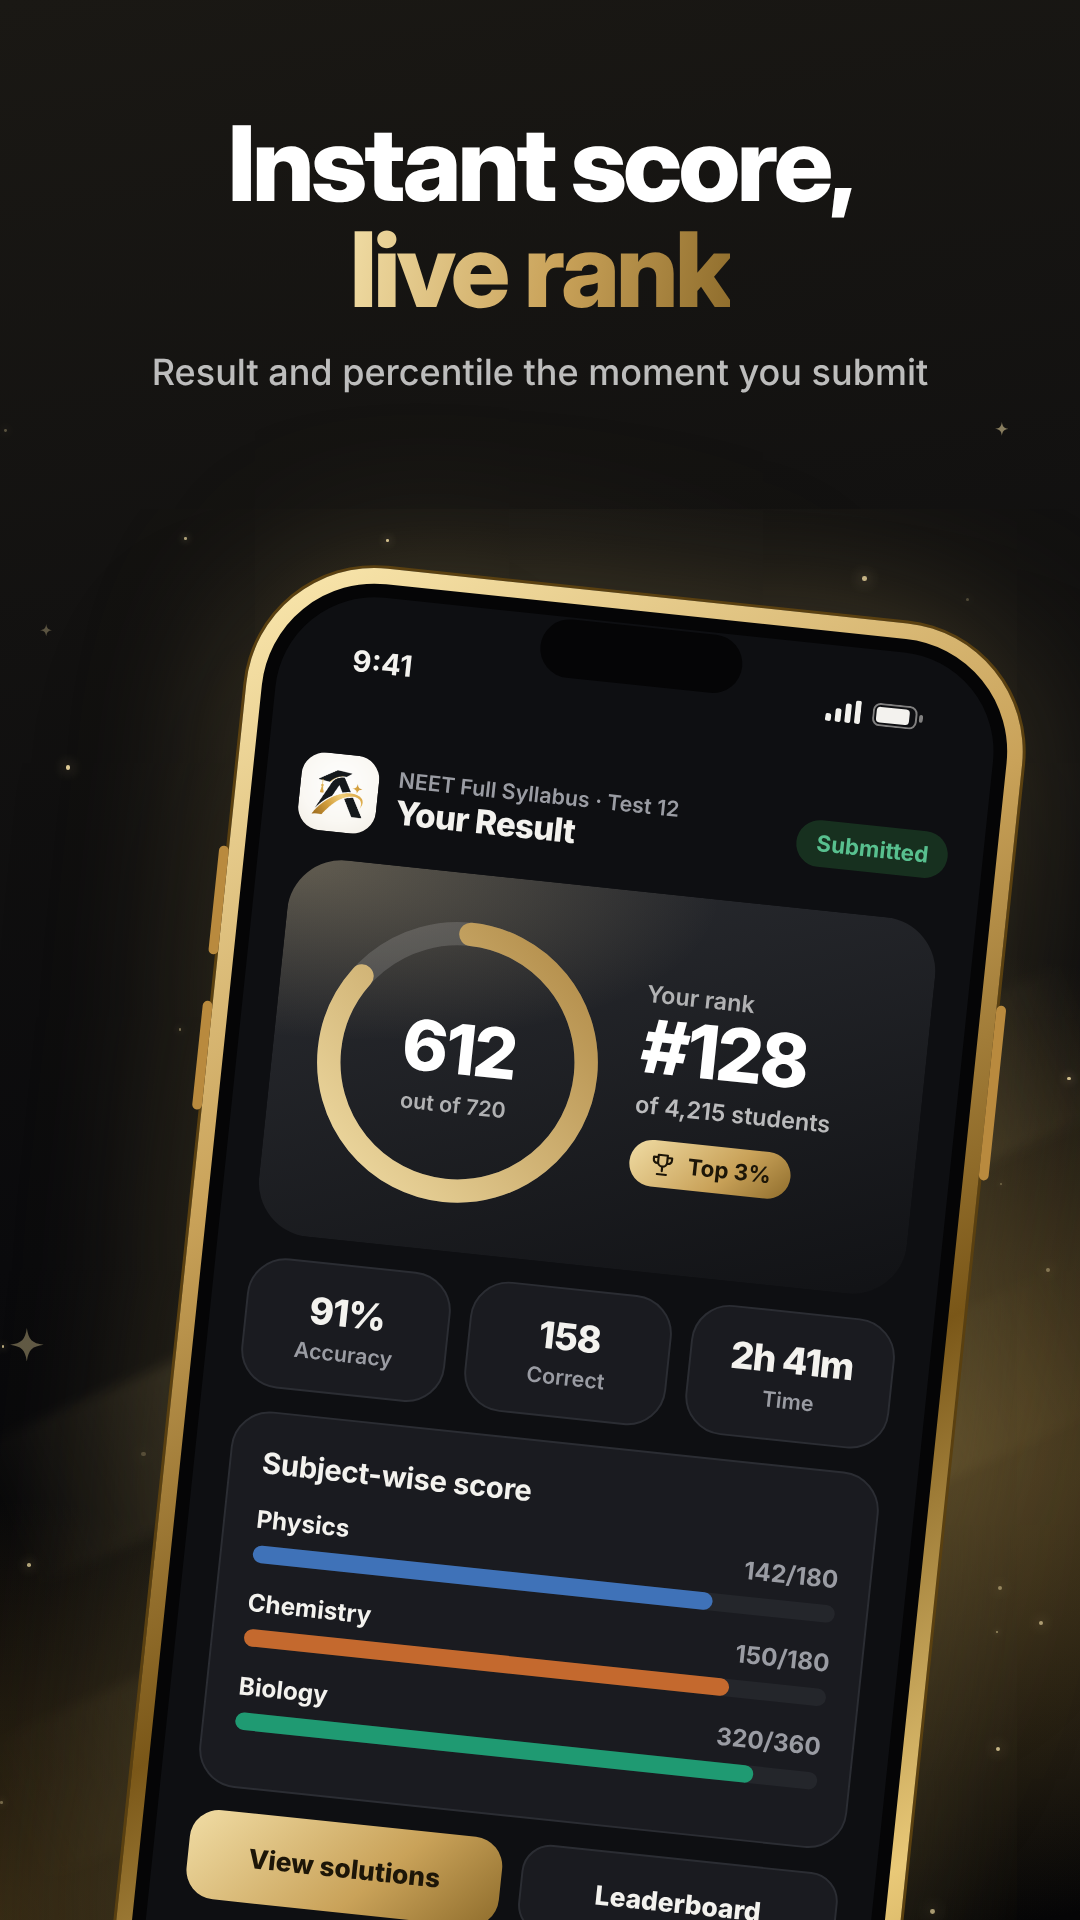 Instant score,
live rank
Result and percentile the moment you submit
9:41
NEET Full Syllabus · Test 12
Your Result
Submitted
612
out of 720
Your rank
#128
of 4,215 students
Top 3%
91%
Accuracy
158
Correct
2h 41m
Time
Subject-wise score
Physics
142/180
Chemistry
150/180
Biology
320/360
View solutions
Leaderboard